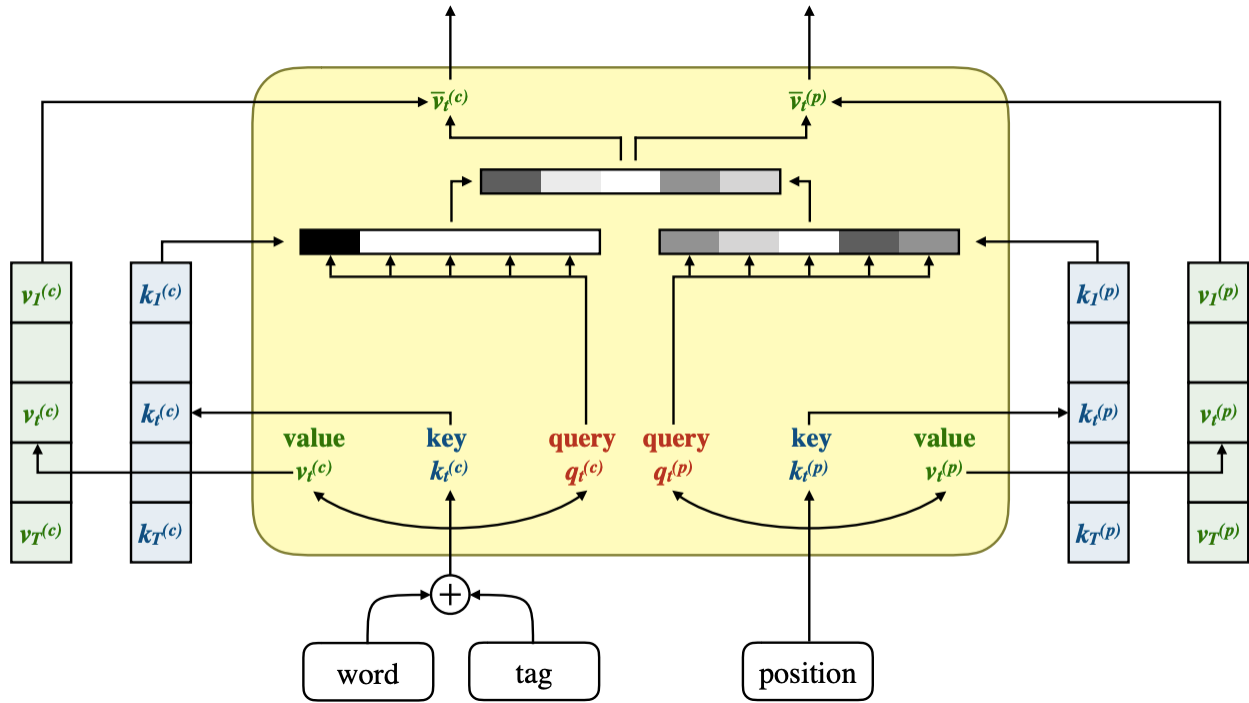 v̅t(c) v̅t(p)
v1(c) k1(c) k1(p) v1(p)
vt(c) kt(c) kt(p) vt(p)
value key query query key value
vt(c) kt(c) qt(c) qt(p) kt(p) vt(p)
vT(c) kT(c) kT(p) vT(p)
+
word tag position